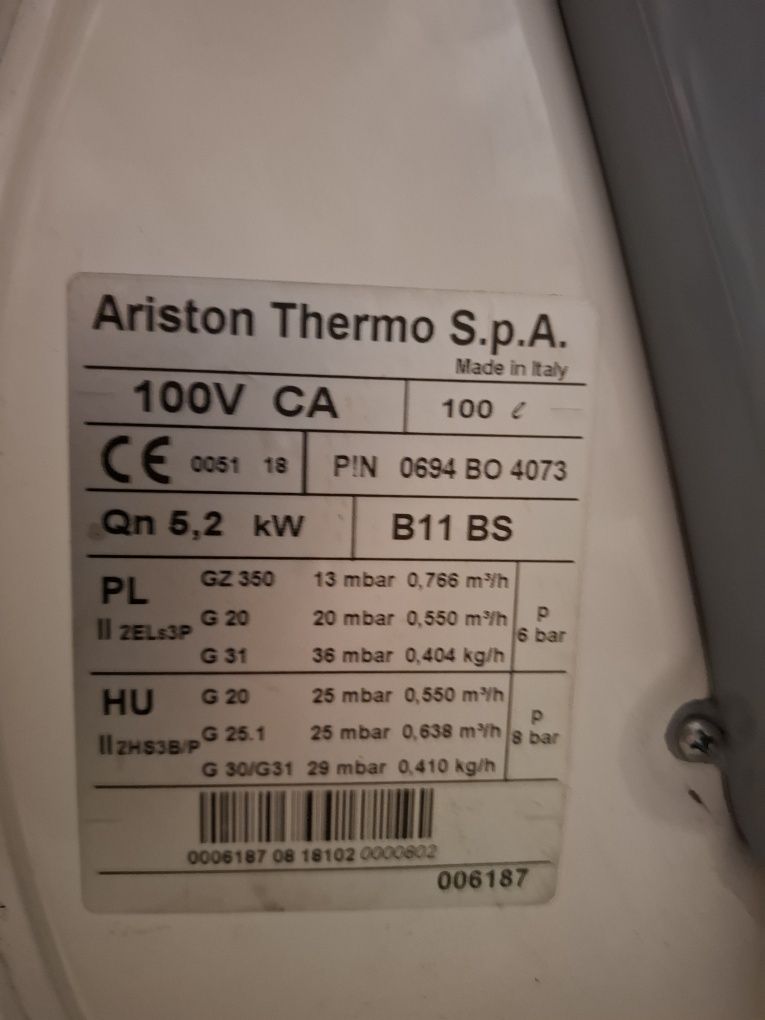 Ariston Thermo S.p.A.
Made in Italy
100V CA 100 ℓ
CE 0051 18 P!N 0694 BO 4073
Qn 5,2 kW B11 BS
PL GZ 350 13 mbar 0,766 m³/h
II 2ELs3P G 20 20 mbar 0,550 m³/h p 6 bar
G 31 36 mbar 0,404 kg/h
HU G 20 25 mbar 0,550 m³/h
II 2HS3B/P G 25.1 25 mbar 0,638 m³/h p 8 bar
G 30/G31 29 mbar 0,410 kg/h
0006187 08 18102 0000802
006187